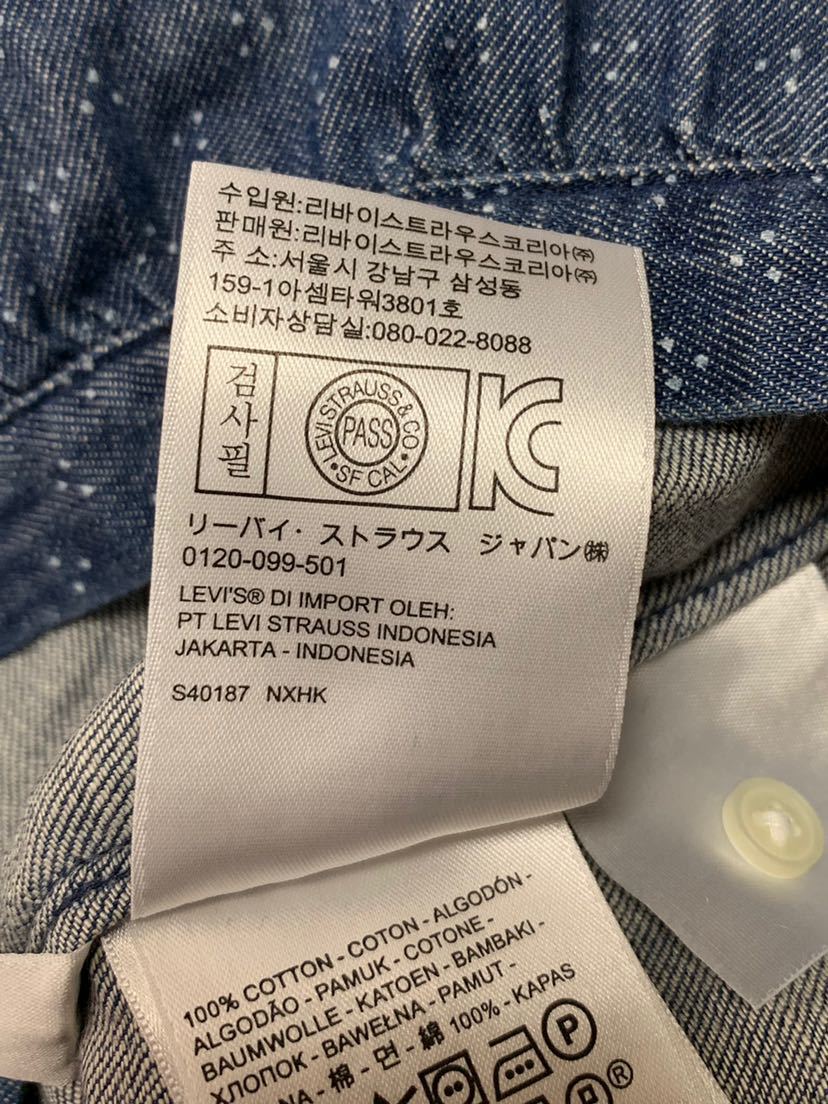 수입원:리바이스트라우스코리아㈜
판매원:리바이스트라우스코리아㈜
주 소:서울시 강남구 삼성동
159-1아셈타워3801호
소비자상담실:080-022-8088
검사필
LEVI·STRAUSS & CO
PASS
SF CAL
KC
リーバイ・ストラウス ジャパン㈱
0120-099-501
LEVI'S® DI IMPORT OLEH:
PT LEVI STRAUSS INDONESIA
JAKARTA - INDONESIA
S40187 NXHK
100% COTTON - COTON - ALGODÓN -
ALGODÃO - PAMUK - COTONE -
BAUMWOLLE - KATOEN - BAMBAKI -
ХЛОПОК - BAWEŁNA - PAMUT -
- 棉 - 면 - 綿 100% - KAPAS
P
®